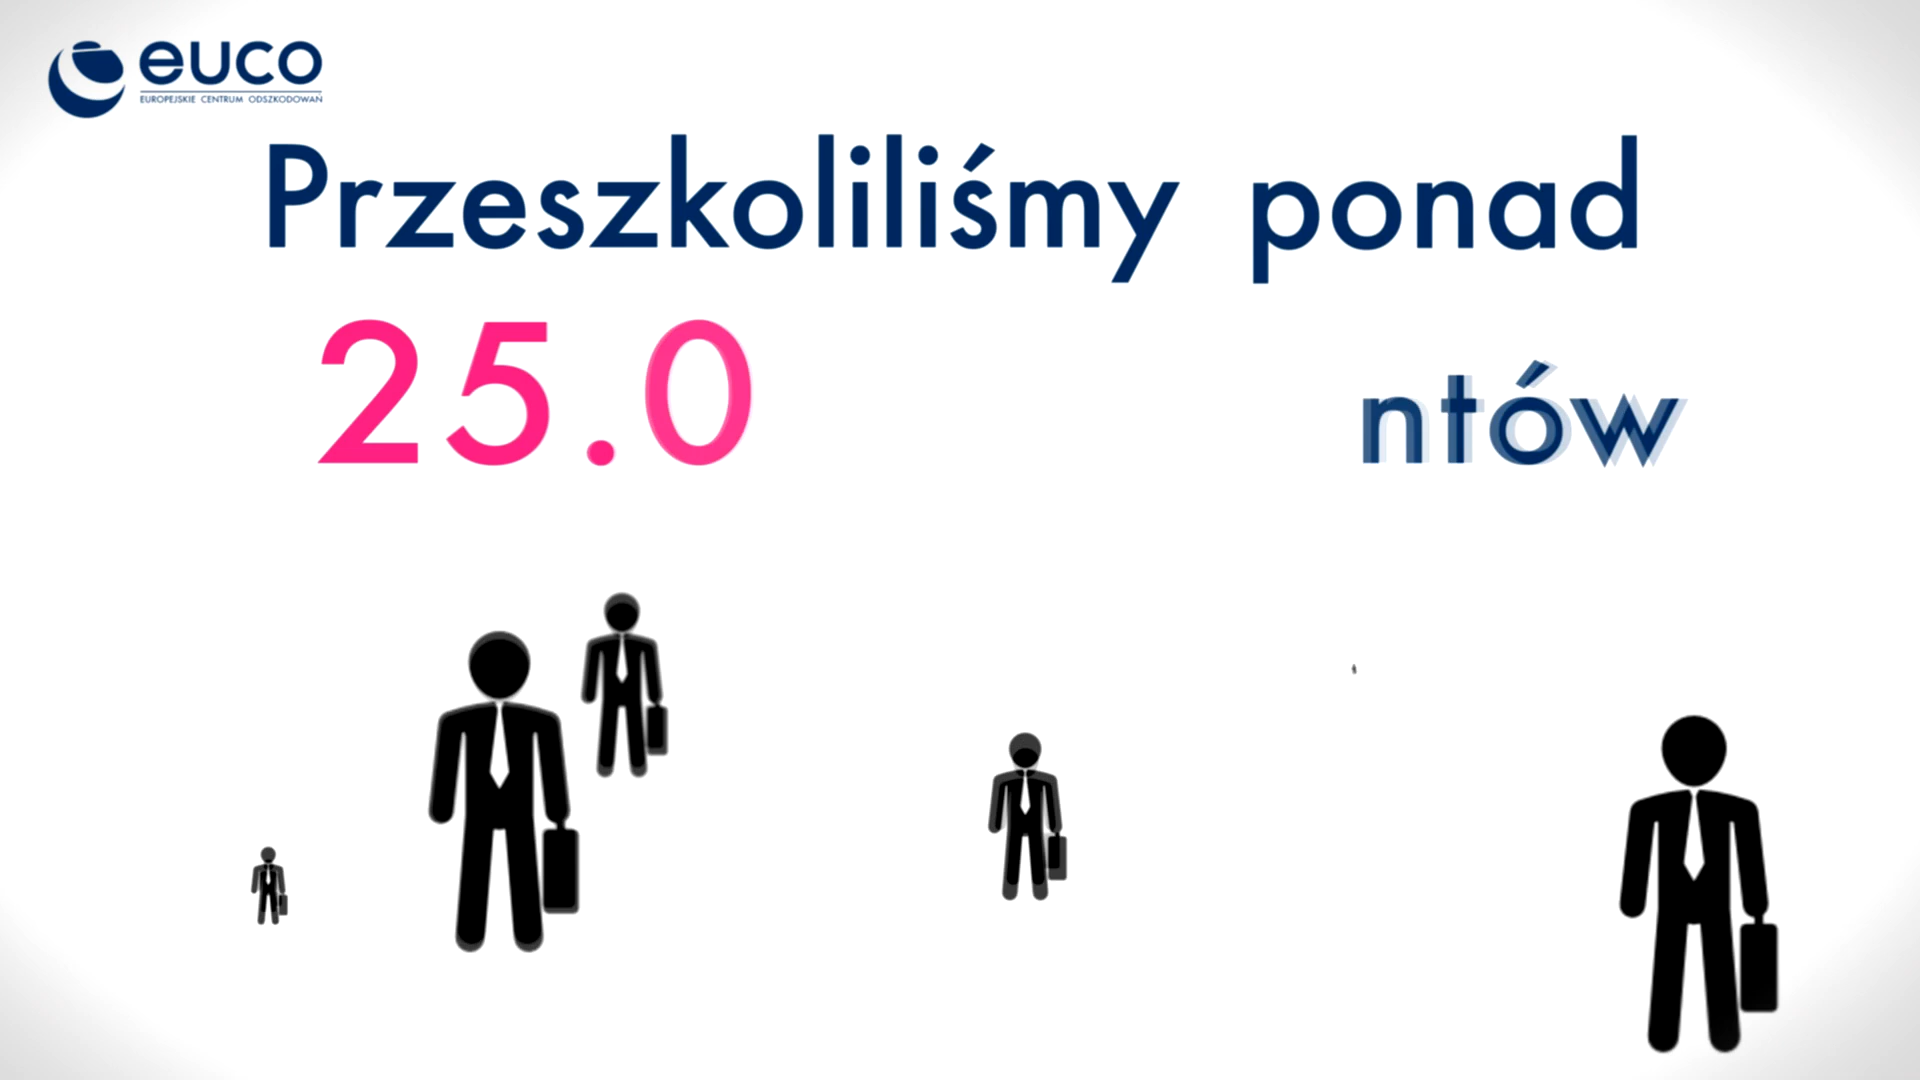 euco
EUROPEJSKIE CENTRUM ODSZKODOWAŃ
Przeszkoliliśmy ponad
25.0 ntów